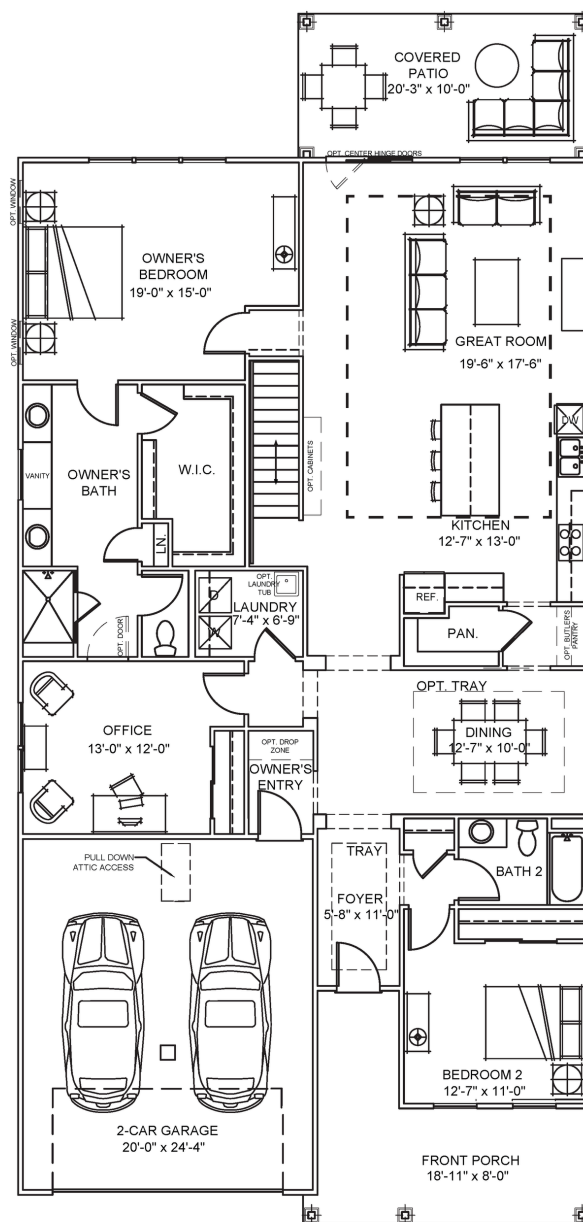 COVERED
PATIO
20'-3" x 10'-0"
OPT. CENTER HINGE DOORS
OPT. WINDOW
OWNER'S
BEDROOM
19'-0" x 15'-0"
OPT. WINDOW
GREAT ROOM
19'-6" x 17'-6"
DW
OPT. CABINETS
VANITY
OWNER'S
BATH
W.I.C.
LN.
KITCHEN
12'-7" x 13'-0"
REF.
PAN.
OPT. BUTLER'S
PANTRY
OPT.
LAUNDRY
TUB
D
LAUNDRY
7'-4" x 6'-9"
W
OPT. DOOR
OPT. TRAY
DINING
12'-7" x 10'-0"
OFFICE
13'-0" x 12'-0"
OPT. DROP
ZONE
OWNER'S
ENTRY
PULL DOWN
ATTIC ACCESS
TRAY
FOYER
5'-8" x 11'-0"
BATH 2
BEDROOM 2
12'-7" x 11'-0"
2-CAR GARAGE
20'-0" x 24'-4"
FRONT PORCH
18'-11" x 8'-0"